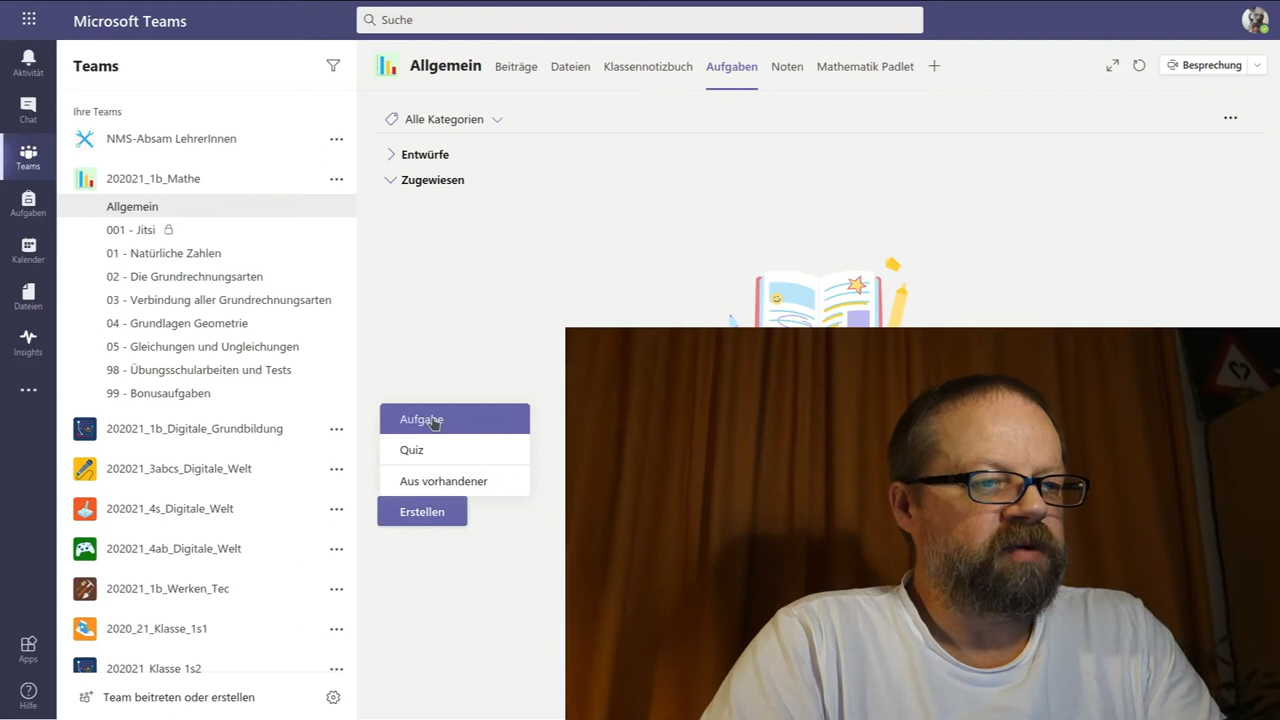 Microsoft Teams
Suche
Aktivität
Chat
Teams
Aufgaben
Kalender
Dateien
Insights
Apps
Hilfe
Teams
Ihre Teams
NMS-Absam LehrerInnen
202021_1b_Mathe
Allgemein
001 - Jitsi
01 - Natürliche Zahlen
02 - Die Grundrechnungsarten
03 - Verbindung aller Grundrechnungsarten
04 - Grundlagen Geometrie
05 - Gleichungen und Ungleichungen
98 - Übungsschularbeiten und Tests
99 - Bonusaufgaben
202021_1b_Digitale_Grundbildung
202021_3abcs_Digitale_Welt
202021_4s_Digitale_Welt
202021_4ab_Digitale_Welt
202021_1b_Werken_Tec
2020_21_Klasse_1s1
202021 Klasse 1s2
Team beitreten oder erstellen
Allgemein Beiträge Dateien Klassennotizbuch Aufgaben Noten Mathematik Padlet
Besprechung
Alle Kategorien
Entwürfe
Zugewiesen
Aufgabe
Quiz
Aus vorhandener
Erstellen